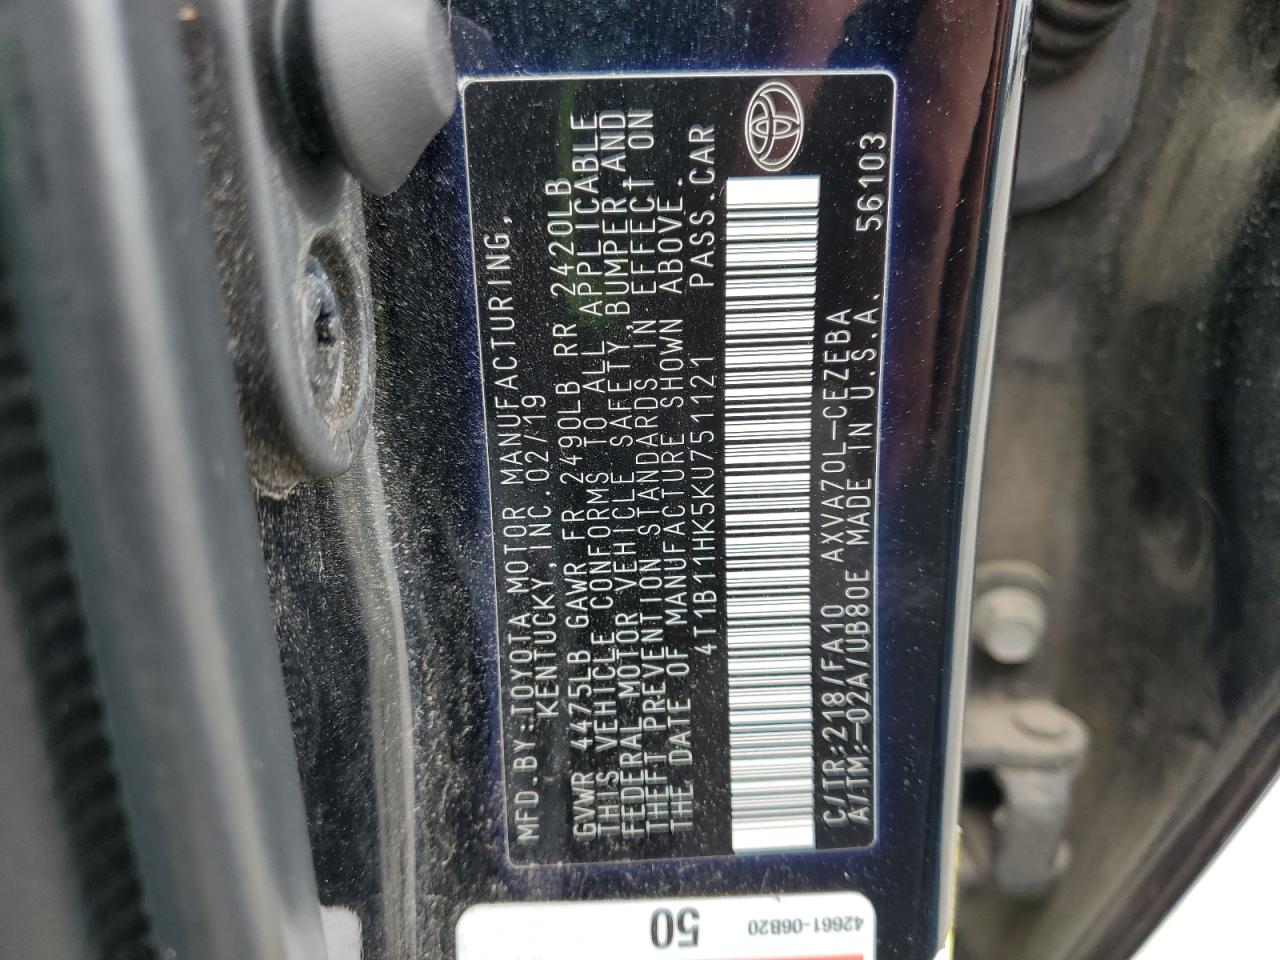 MFD.BY:TOYOTA MOTOR MANUFACTURING,
KENTUCKY,INC.02/19
GVWR 4475LB GAWR FR 2490LB RR 2420LB
THIS VEHICLE CONFORMS TO ALL APPLICABLE
FEDERAL MOTOR VEHICLE SAFETY,BUMPER AND
THEFT PREVENTION STANDARDS IN EFFECT ON
THE DATE OF MANUFACTURE SHOWN ABOVE.
4T1B11HK5KU751121 PASS.CAR
C/TR:218/FA10 AXVA70L-CEZEBA
A/TM:-02A/UB80E MADE IN U.S.A. 56103
50
42661-06B20